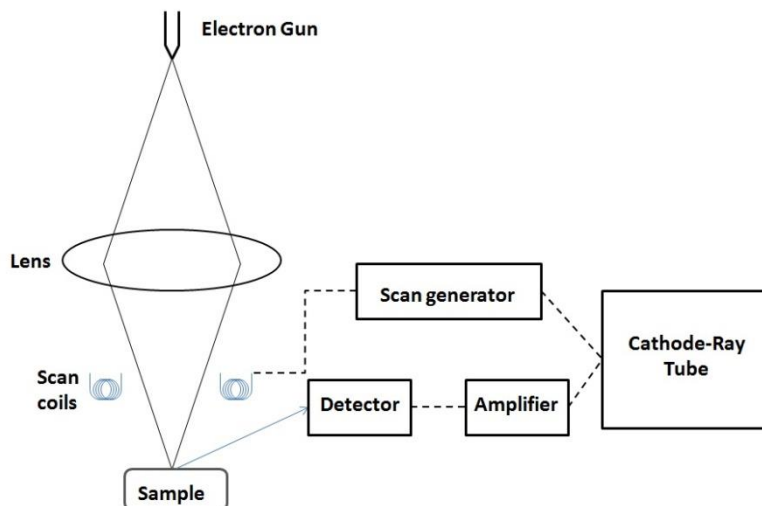 Electron Gun
Lens
Scan generator
Cathode-Ray
Tube
Scan
coils
Detector
Amplifier
Sample